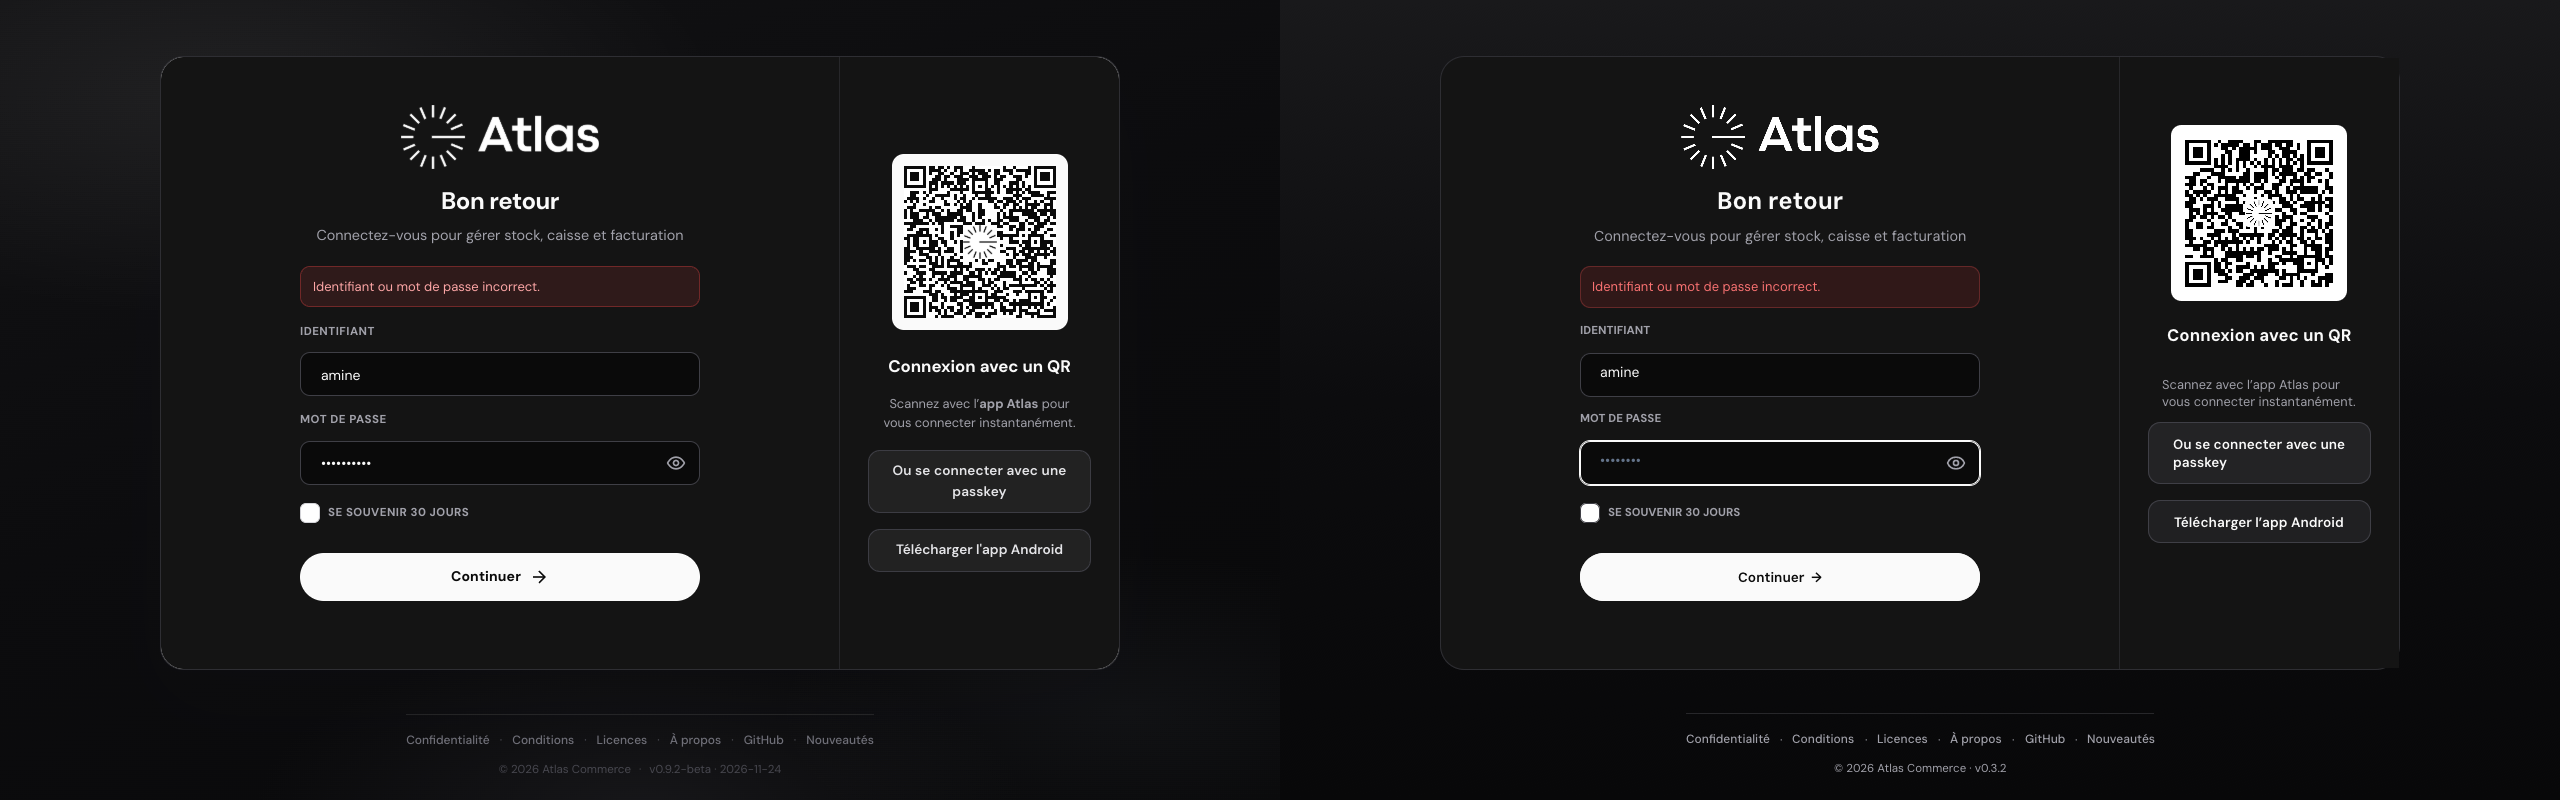 Atlas
Bon retour
Connectez-vous pour gérer stock, caisse et facturation
Identifiant ou mot de passe incorrect.
IDENTIFIANT
amine
MOT DE PASSE
••••••••••
SE SOUVENIR 30 JOURS
Continuer →
Connexion avec un QR
Scannez avec l'app Atlas pour
vous connecter instantanément.
Ou se connecter avec une
passkey
Télécharger l'app Android
Confidentialité · Conditions · Licences · À propos · GitHub · Nouveautés
© 2026 Atlas Commerce · v0.9.2-beta · 2026-11-24
Atlas
Bon retour
Connectez-vous pour gérer stock, caisse et facturation
Identifiant ou mot de passe incorrect.
IDENTIFIANT
amine
MOT DE PASSE
••••••••
SE SOUVENIR 30 JOURS
Continuer →
Connexion avec un QR
Scannez avec l’app Atlas pour
vous connecter instantanément.
Ou se connecter avec une
passkey
Télécharger l’app Android
Confidentialité · Conditions · Licences · À propos · GitHub · Nouveautés
© 2026 Atlas Commerce · v0.3.2